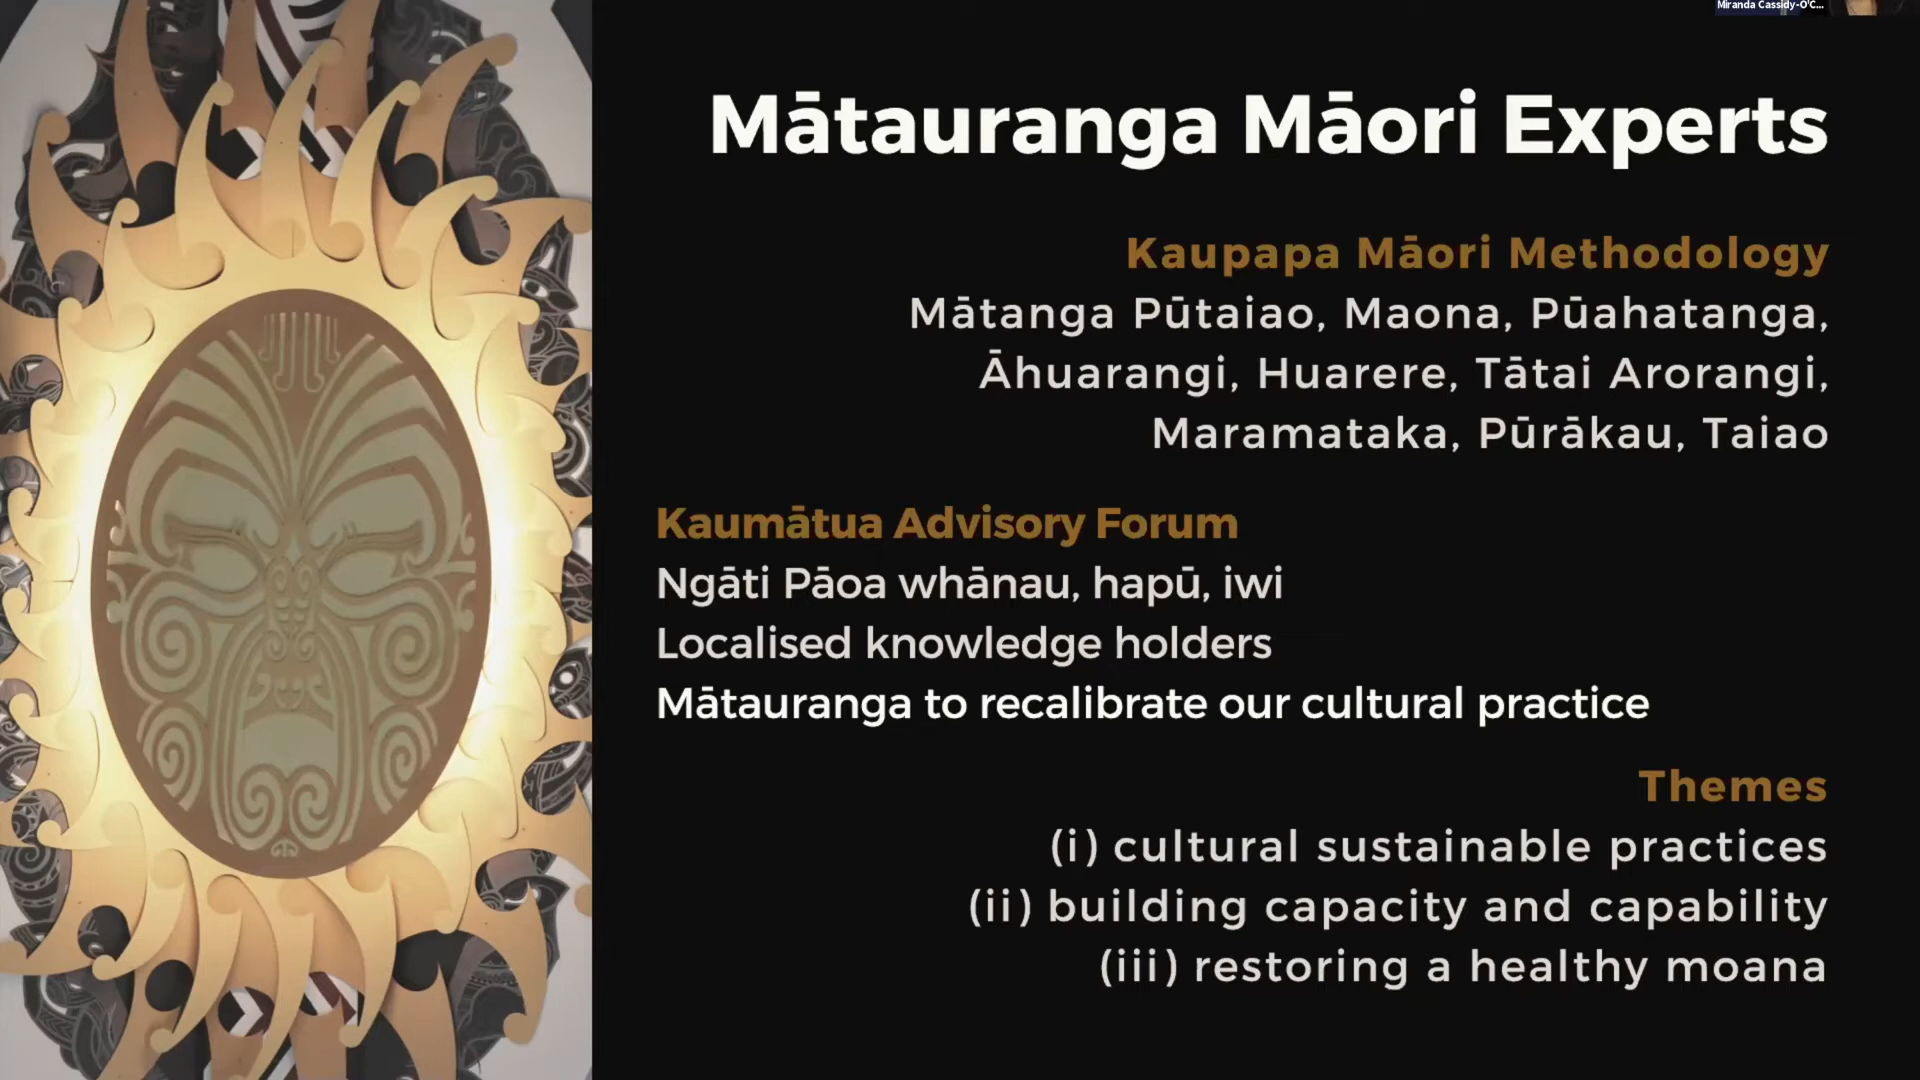 Miranda Cassidy-O'C...
Mātauranga Māori Experts
Kaupapa Māori Methodology
Mātanga Pūtaiao, Maona, Pūahatanga,
Āhuarangi, Huarere, Tātai Arorangi,
Maramataka, Pūrākau, Taiao
Kaumātua Advisory Forum
Ngāti Pāoa whānau, hapū, iwi
Localised knowledge holders
Mātauranga to recalibrate our cultural practice
Themes
(i) cultural sustainable practices
(ii) building capacity and capability
(iii) restoring a healthy moana